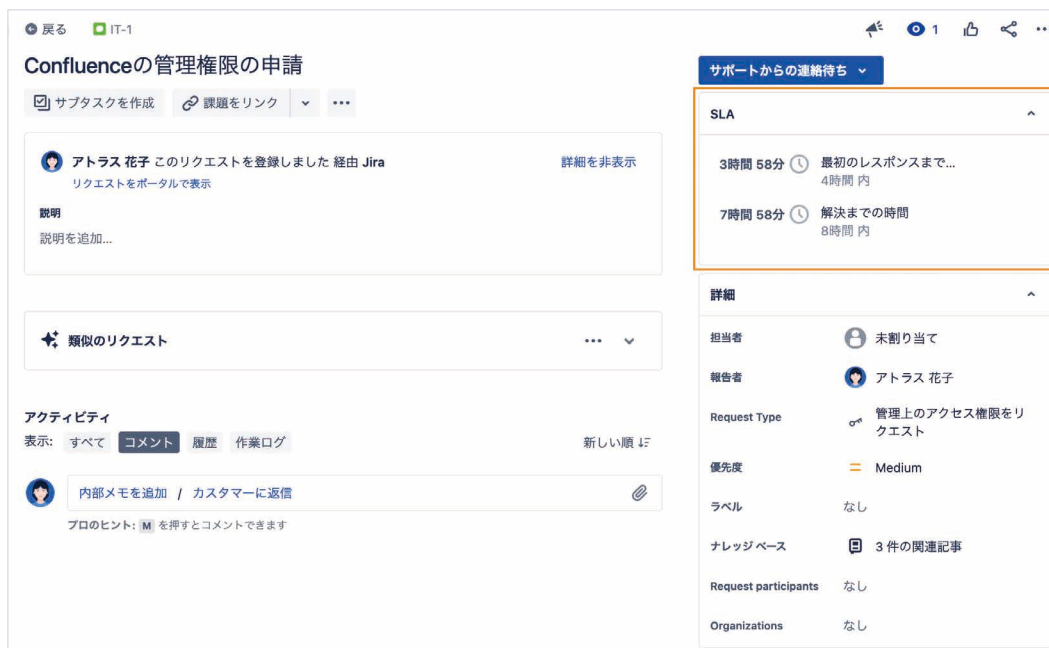 戻る IT-1
1
Confluenceの管理権限の申請
サブタスクを作成 課題をリンク
アトラス 花子 このリクエストを登録しました 経由 Jira 詳細を非表示
リクエストをポータルで表示
説明
説明を追加...
類似のリクエスト
アクティビティ
表示: すべて コメント 履歴 作業ログ 新しい順
内部メモを追加 / カスタマーに返信
プロのヒント: M を押すとコメントできます
サポートからの連絡待ち
SLA
3時間 58分 最初のレスポンスまで...
4時間 内
7時間 58分 解決までの時間
8時間 内
詳細
担当者 未割り当て
報告者 アトラス 花子
Request Type 管理上のアクセス権限をリ
クエスト
優先度 Medium
ラベル なし
ナレッジ ベース 3 件の関連記事
Request participants なし
Organizations なし